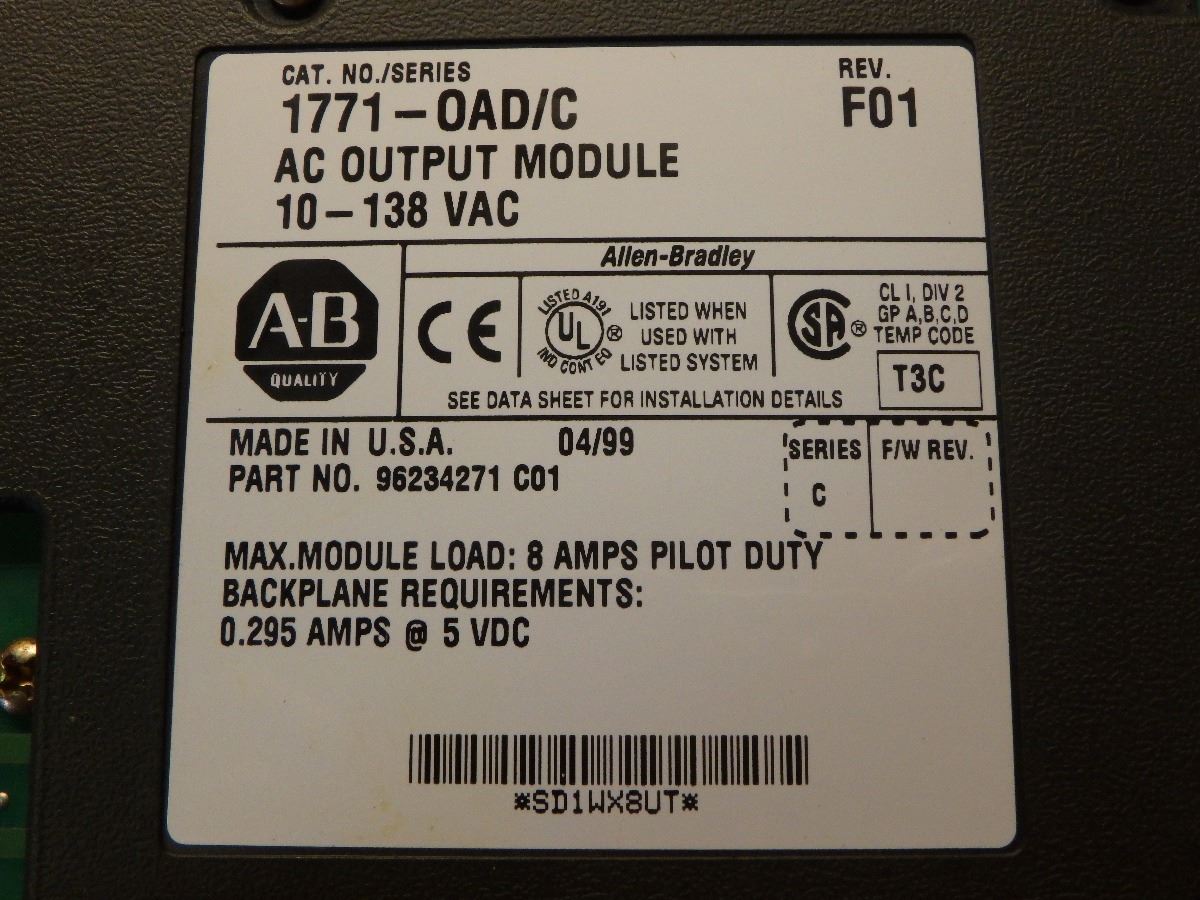 CAT. NO./SERIES
1771-OAD/C
REV.
F01
AC OUTPUT MODULE
10-138 VAC
Allen-Bradley
A-B
QUALITY
CE
LISTED A191
UL
®
IND CONT EQ
LISTED WHEN
USED WITH
LISTED SYSTEM
SA
®
CL I, DIV 2
GP A,B,C,D
TEMP CODE
T3C
SEE DATA SHEET FOR INSTALLATION DETAILS
MADE IN U.S.A. 04/99
PART NO. 96234271 C01
SERIES
C
F/W REV.
MAX.MODULE LOAD: 8 AMPS PILOT DUTY
BACKPLANE REQUIREMENTS:
0.295 AMPS @ 5 VDC
*SD1WX8UT*